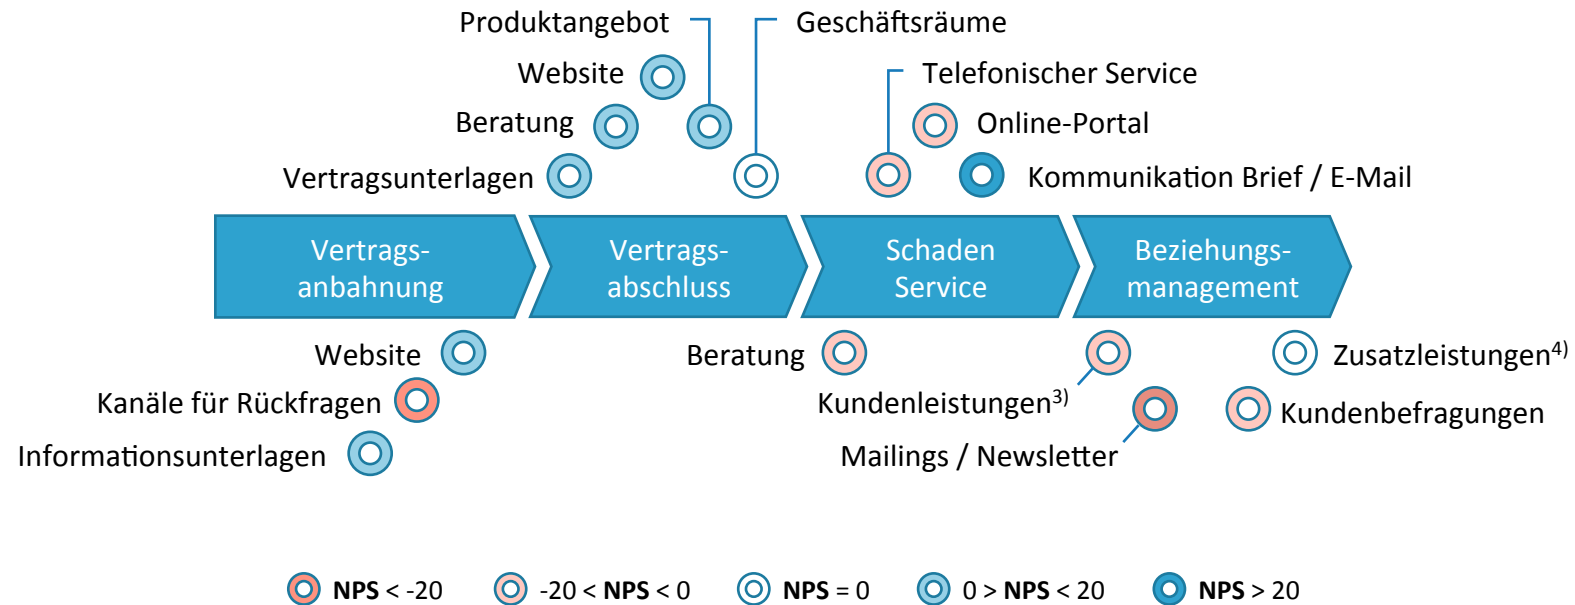 Produktangebot
Geschäftsräume
Website
Telefonischer Service
Beratung
Online-Portal
Vertragsunterlagen
Kommunikation Brief / E-Mail
Vertrags-
anbahnung
Vertrags-
abschluss
Schaden
Service
Beziehungs-
management
Website
Beratung
Zusatzleistungen4)
Kanäle für Rückfragen
Kundenleistungen3)
Kundenbefragungen
Informationsunterlagen
Mailings / Newsletter
NPS < -20
-20 < NPS < 0
NPS = 0
0 > NPS < 20
NPS > 20